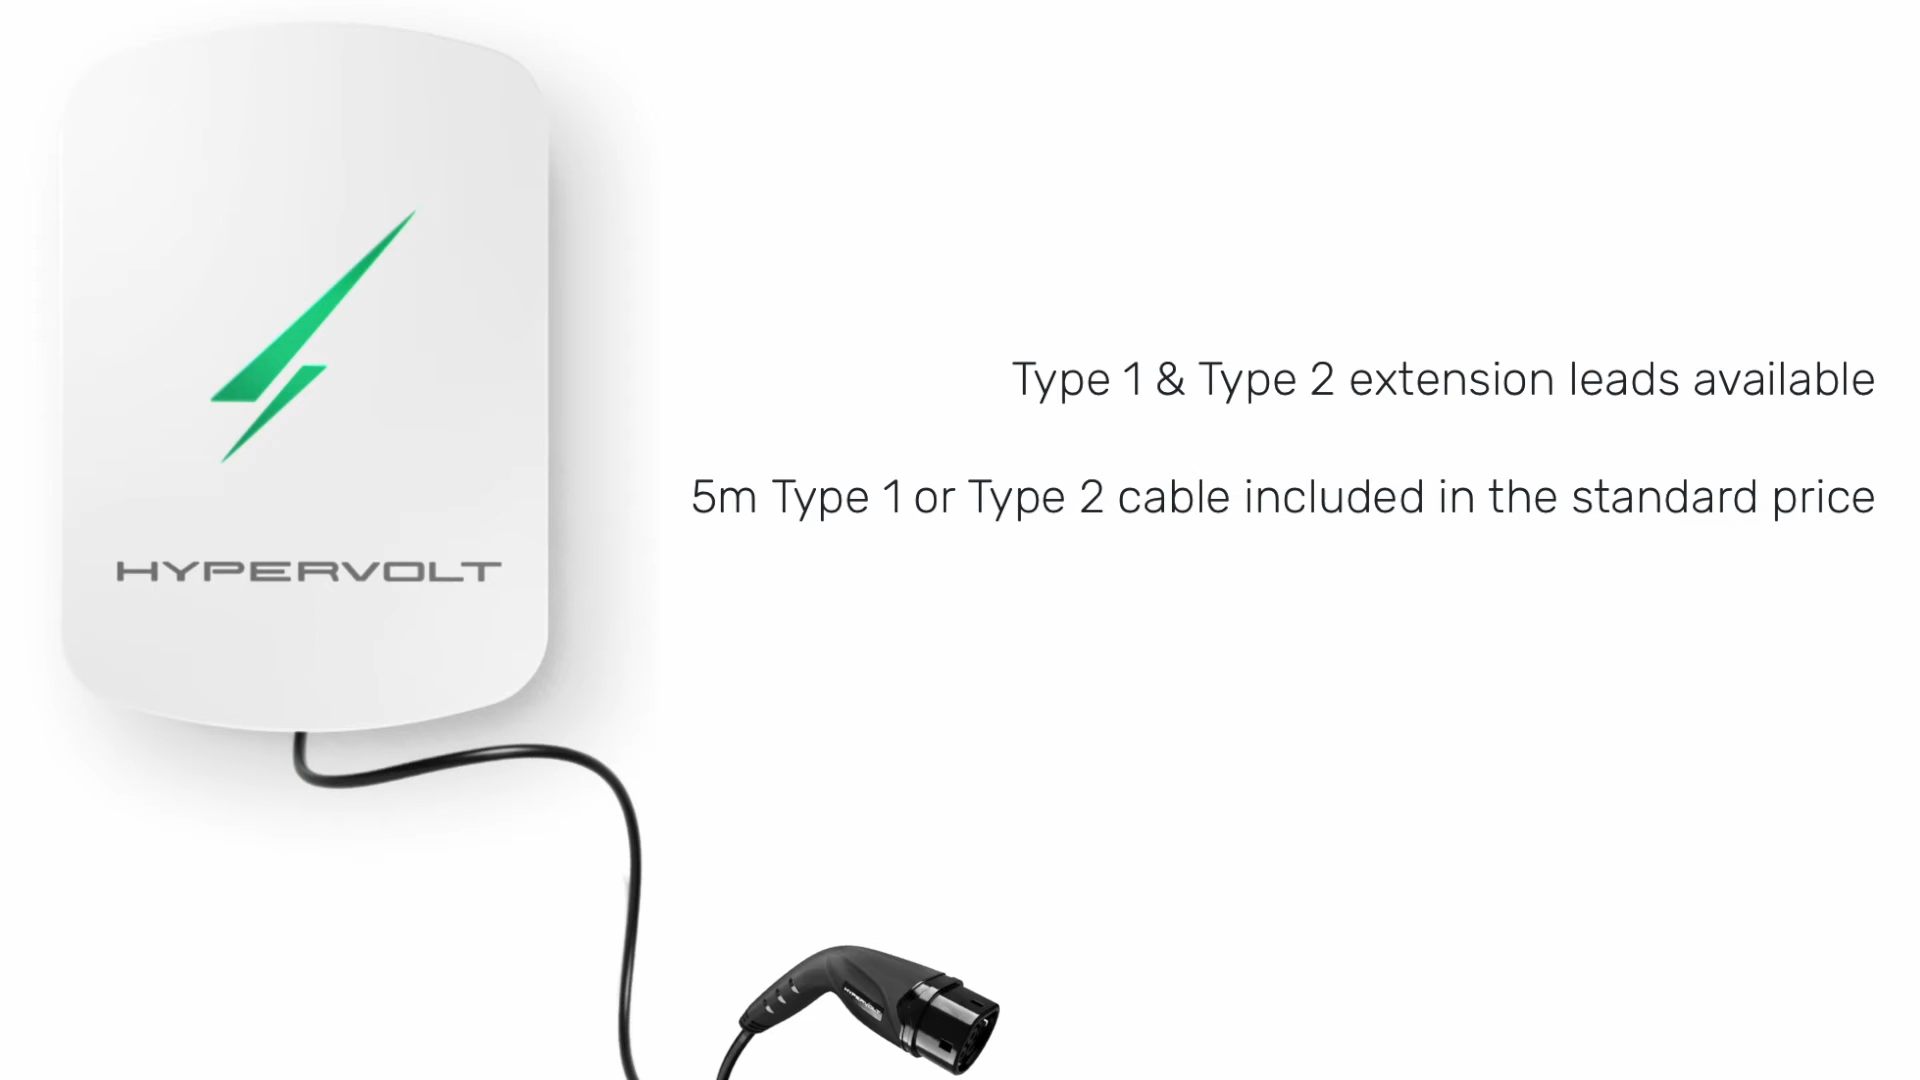 Type 1 & Type 2 extension leads available
5m Type 1 or Type 2 cable included in the standard price
HYPERVOLT
HYPERVOLT